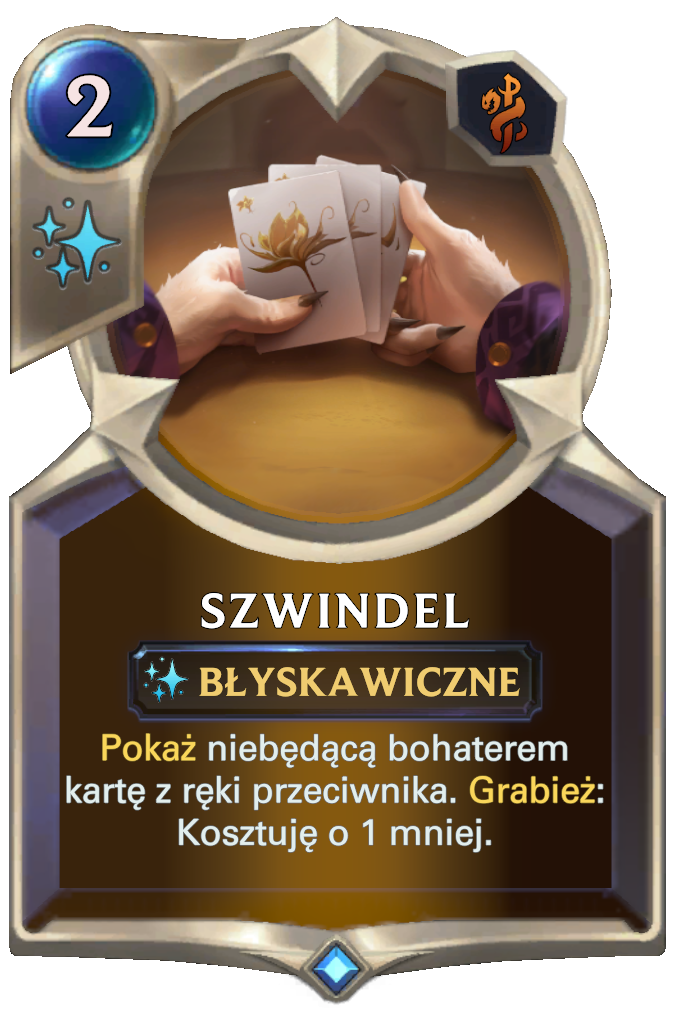 2
SZWINDEL
BŁYSKAWICZNE
Pokaż niebędącą bohaterem
kartę z ręki przeciwnika. Grabież:
Kosztuję o 1 mniej.